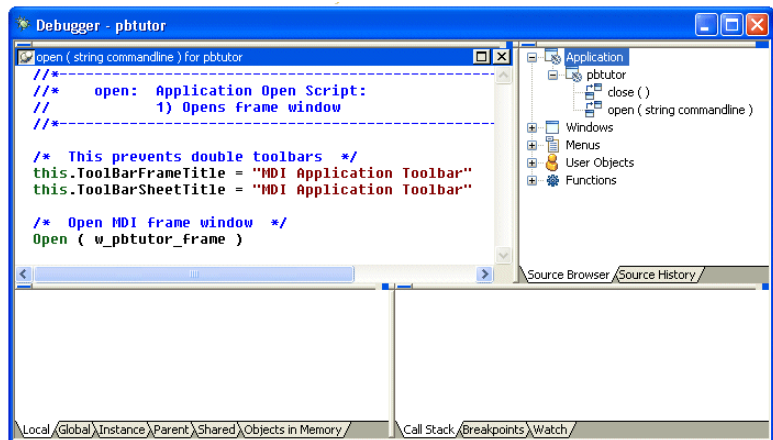 Debugger - pbtutor
open ( string commandline ) for pbtutor
//*-----------------------------------------------------------
//*    open:  Application Open Script:
//           1) Opens frame window
//*-----------------------------------------------------------
/*  This prevents double toolbars  */
this.ToolBarFrameTitle = "MDI Application Toolbar"
this.ToolBarSheetTitle = "MDI Application Toolbar"
/*  Open MDI frame window  */
Open ( w_pbtutor_frame )
Application
pbtutor
close ( )
open ( string commandline )
Windows
Menus
User Objects
Functions
Source Browser Source History
Local Global Instance Parent Shared Objects in Memory
Call Stack Breakpoints Watch